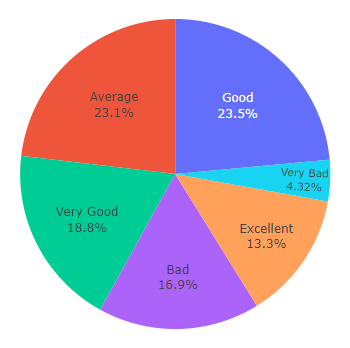 Good
23.5%
Average
23.1%
Very Bad
4.32%
Very Good
18.8%
Excellent
13.3%
Bad
16.9%